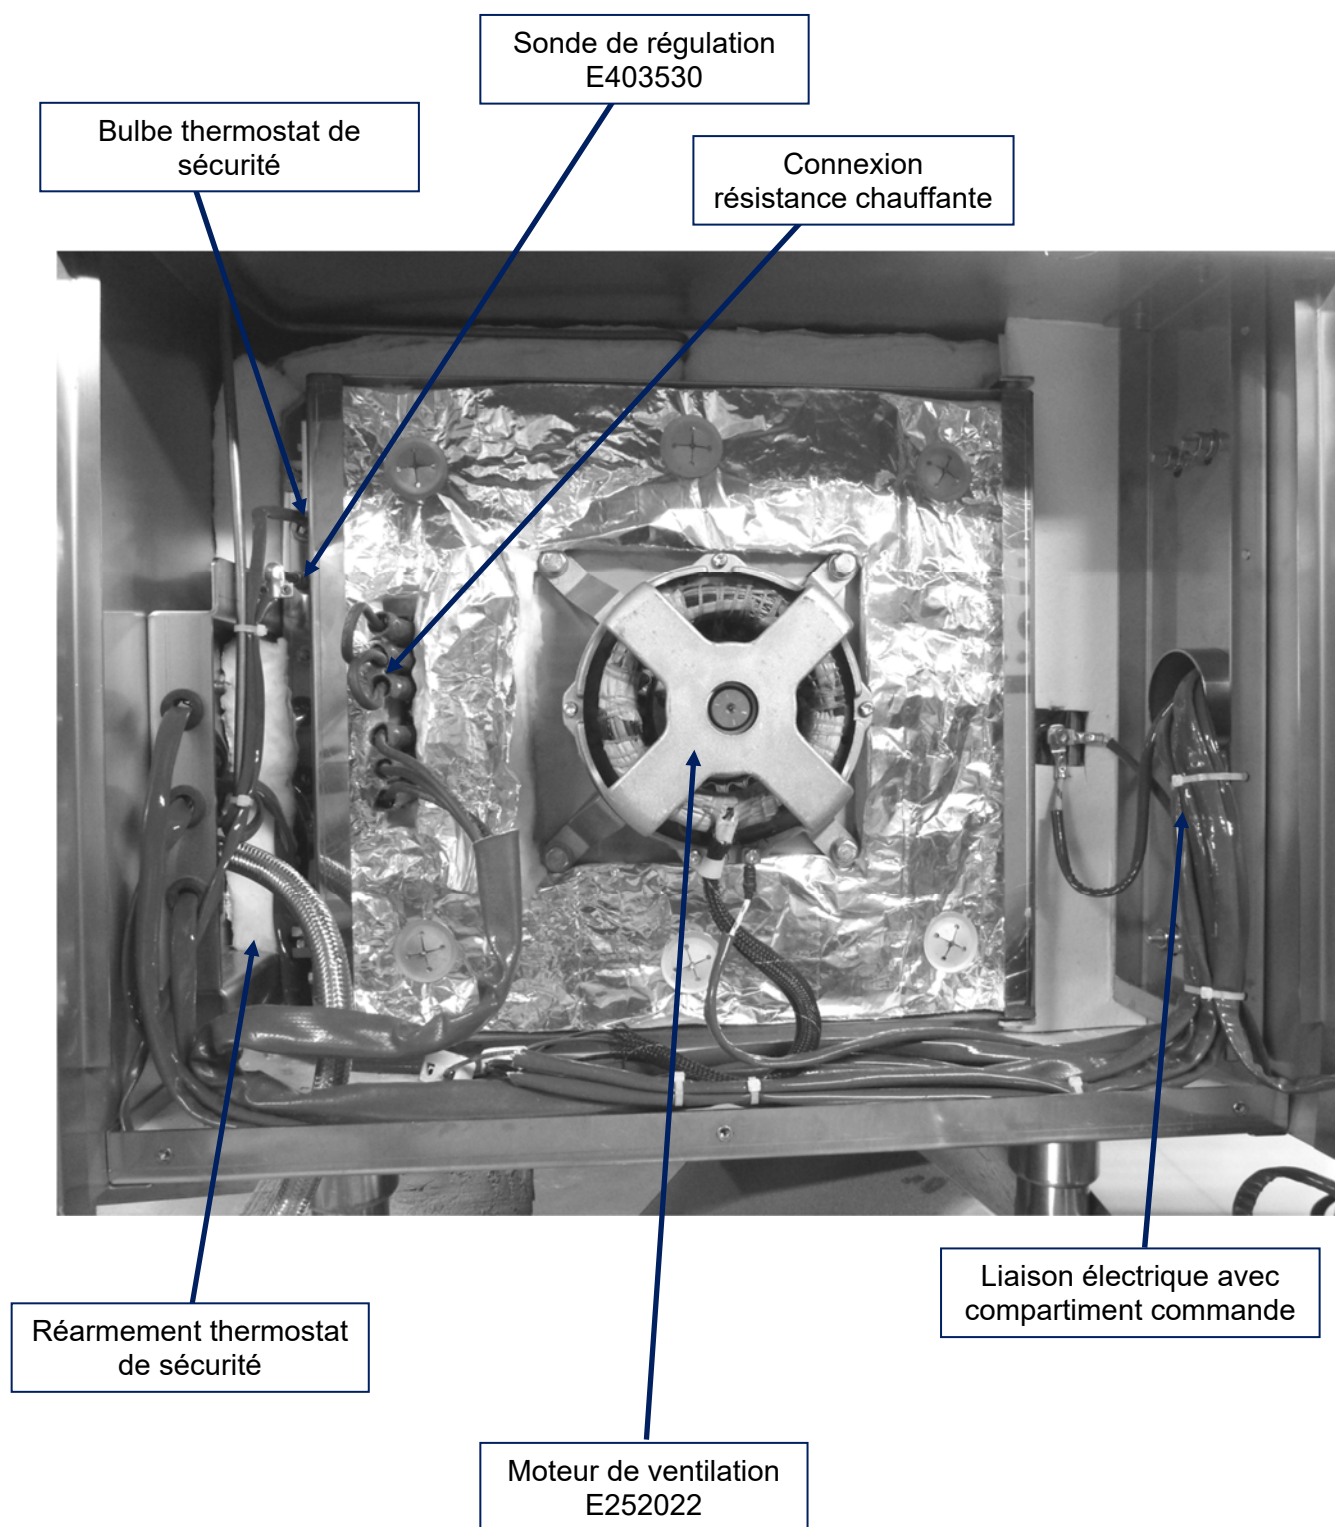 Sonde de régulation
E403530
Bulbe thermostat de
sécurité
Connexion
résistance chauffante
Liaison électrique avec
compartiment commande
Réarmement thermostat
de sécurité
Moteur de ventilation
E252022